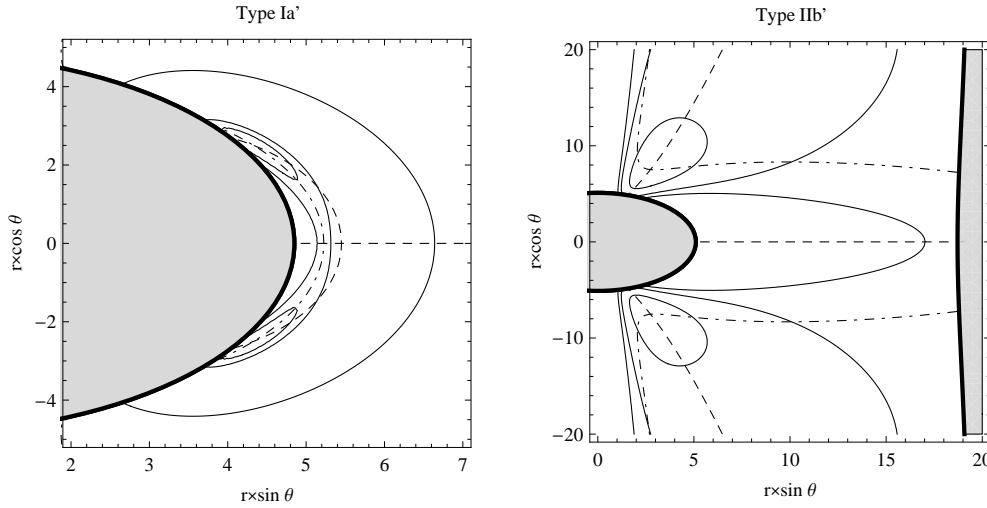 Type Ia'
r×cos θ
4
2
0
−2
−4
2 3 4 5 6 7
r×sin θ
Type IIb'
r×cos θ
20
10
0
−10
−20
0 5 10 15 20
r×sin θ